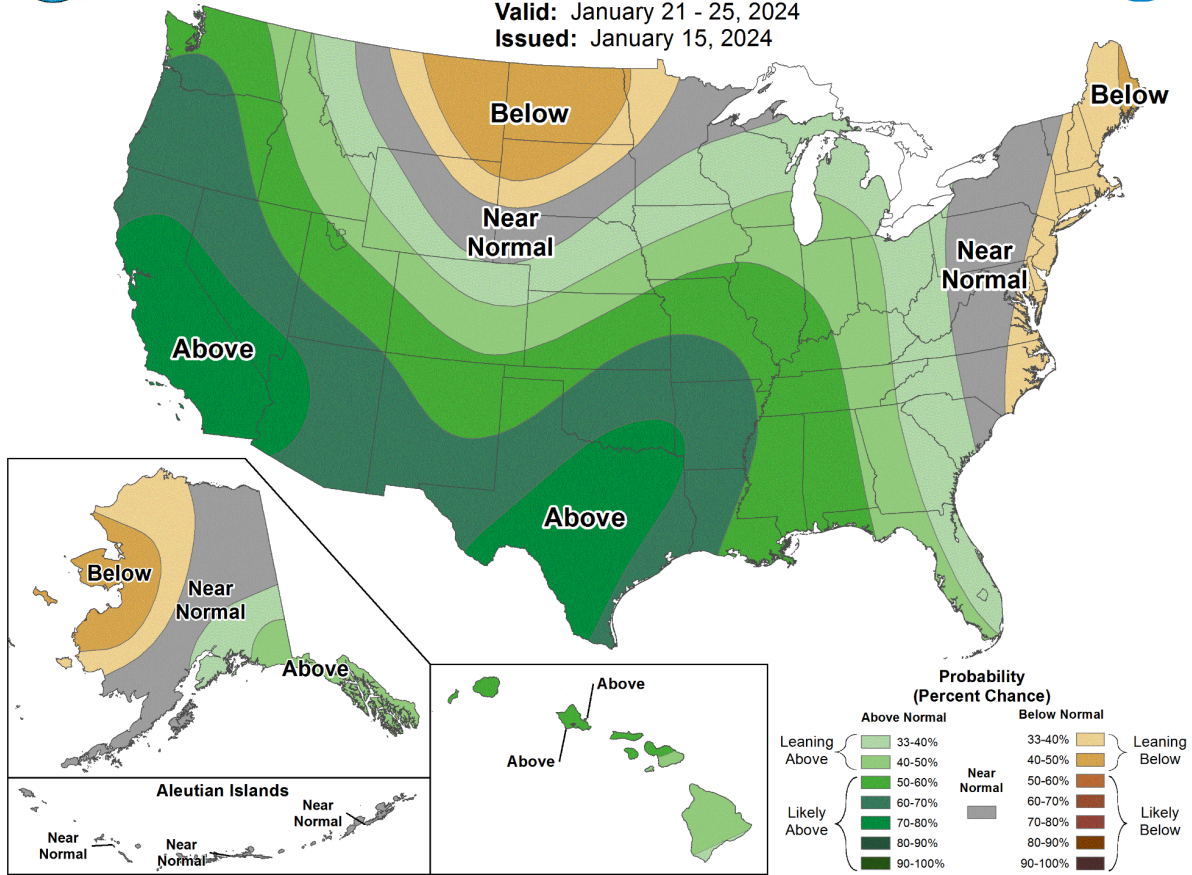 Valid: January 21 - 25, 2024
Issued: January 15, 2024
Below
Below
Near
Normal
Near
Normal
Above
Above
Below
Near
Normal
Above
Above
Above
Aleutian Islands
Near
Normal
Near
Normal
Near
Normal
Probability
(Percent Chance)
Above Normal
Below Normal
Leaning
Above
33-40%
40-50%
50-60%
60-70%
70-80%
80-90%
90-100%
Likely
Above
Near
Normal
33-40%
40-50%
50-60%
60-70%
70-80%
80-90%
90-100%
Leaning
Below
Likely
Below